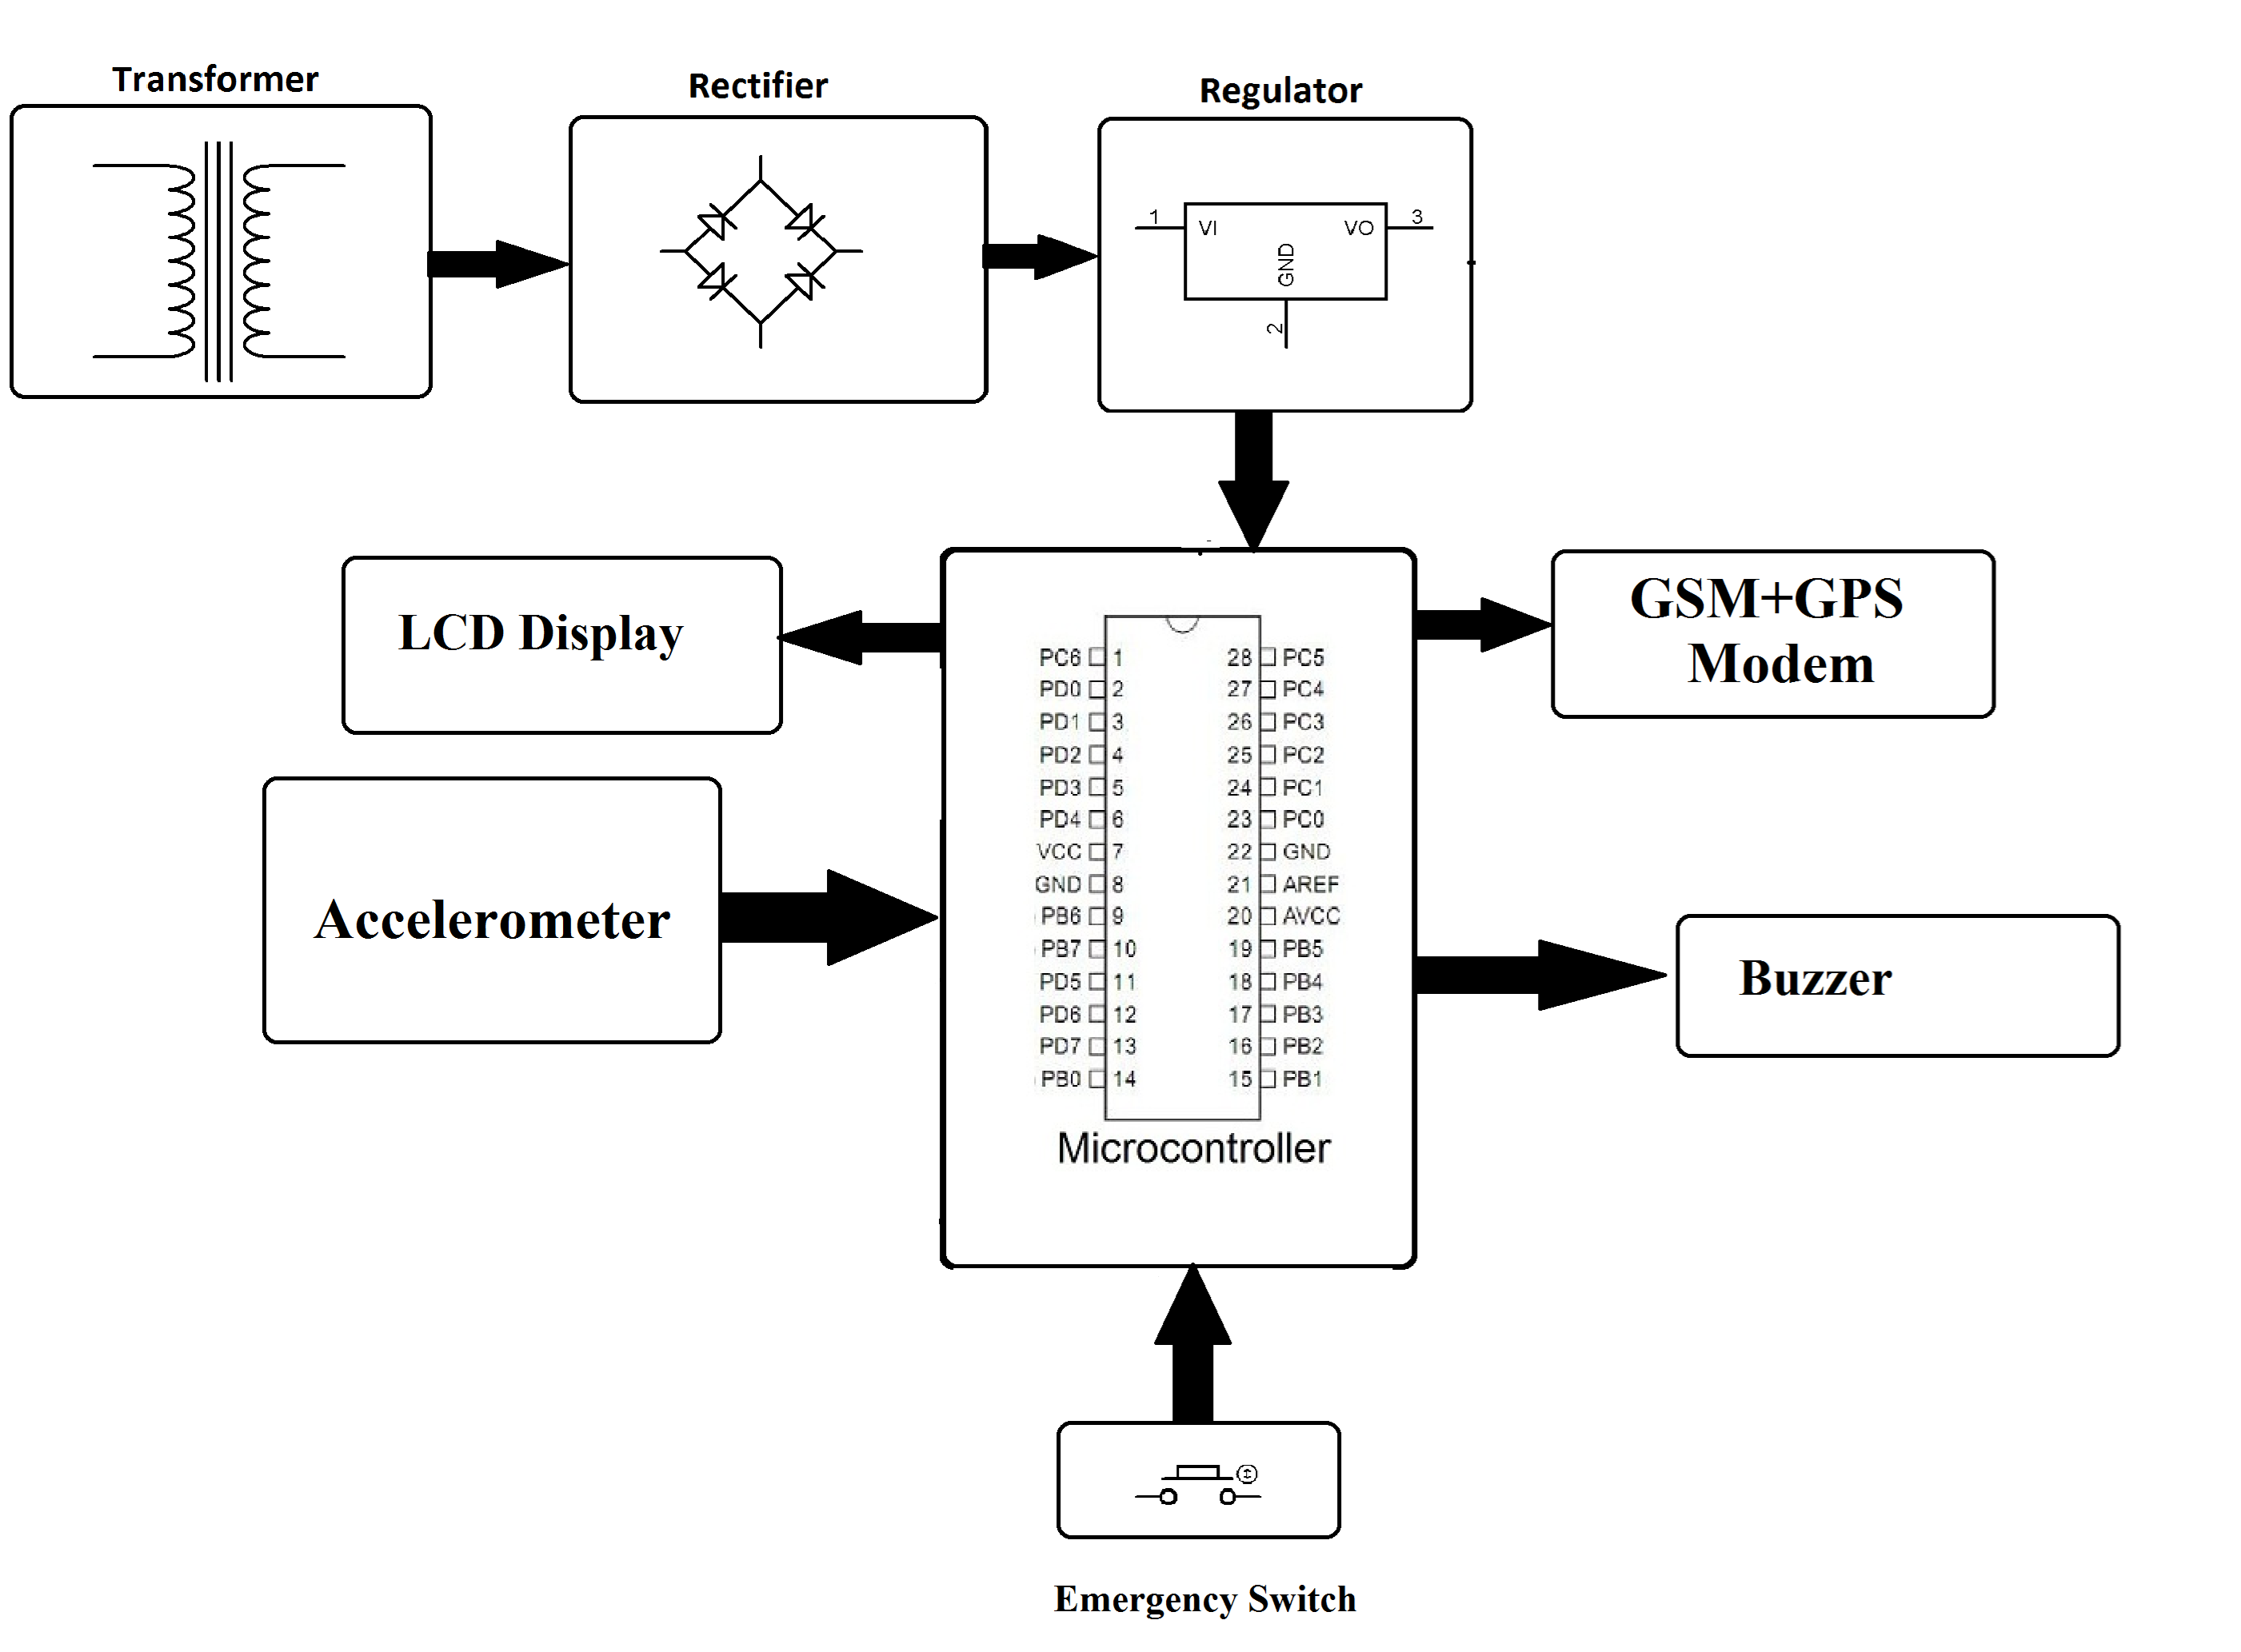 Transformer
Rectifier
Regulator
1
VI
VO
3
GND
2
LCD Display
GSM+GPS
Modem
Accelerometer
Buzzer
PC6 1 28 PC5
PD0 2 27 PC4
PD1 3 26 PC3
PD2 4 25 PC2
PD3 5 24 PC1
PD4 6 23 PC0
VCC 7 22 GND
GND 8 21 AREF
PB6 9 20 AVCC
PB7 10 19 PB5
PD5 11 18 PB4
PD6 12 17 PB3
PD7 13 16 PB2
PB0 14 15 PB1
Microcontroller
Emergency Switch